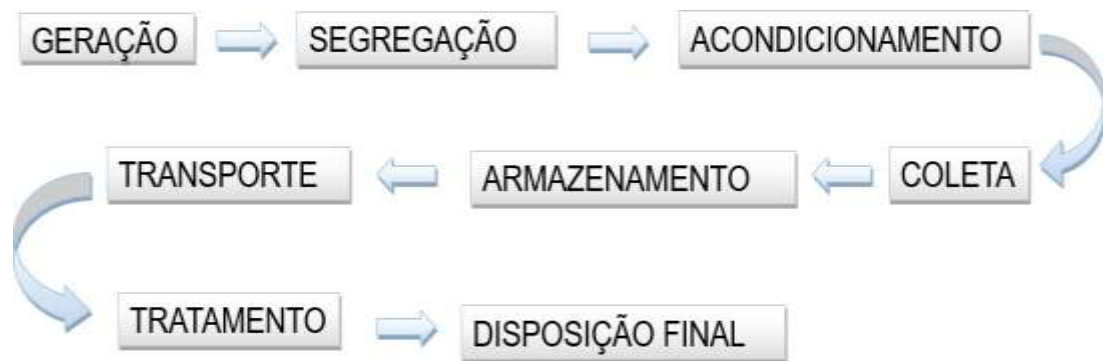 GERAÇÃO
SEGREGAÇÃO
ACONDICIONAMENTO
COLETA
ARMAZENAMENTO
TRANSPORTE
TRATAMENTO
DISPOSIÇÃO FINAL